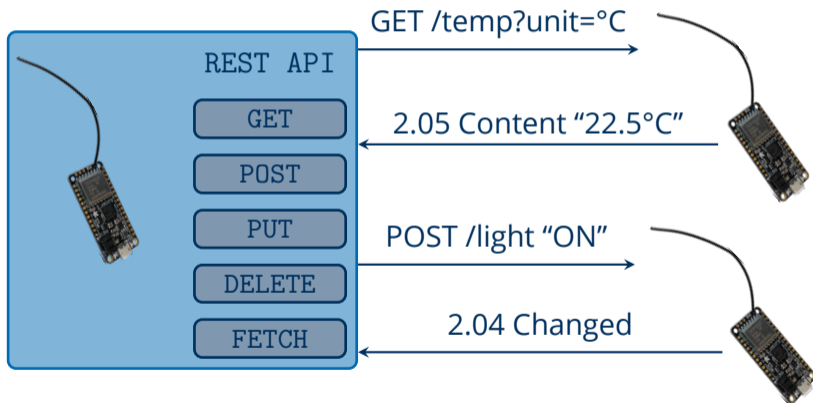 REST API
GET
POST
PUT
DELETE
FETCH
GET /temp?unit=°C
2.05 Content “22.5°C”
POST /light “ON”
2.04 Changed